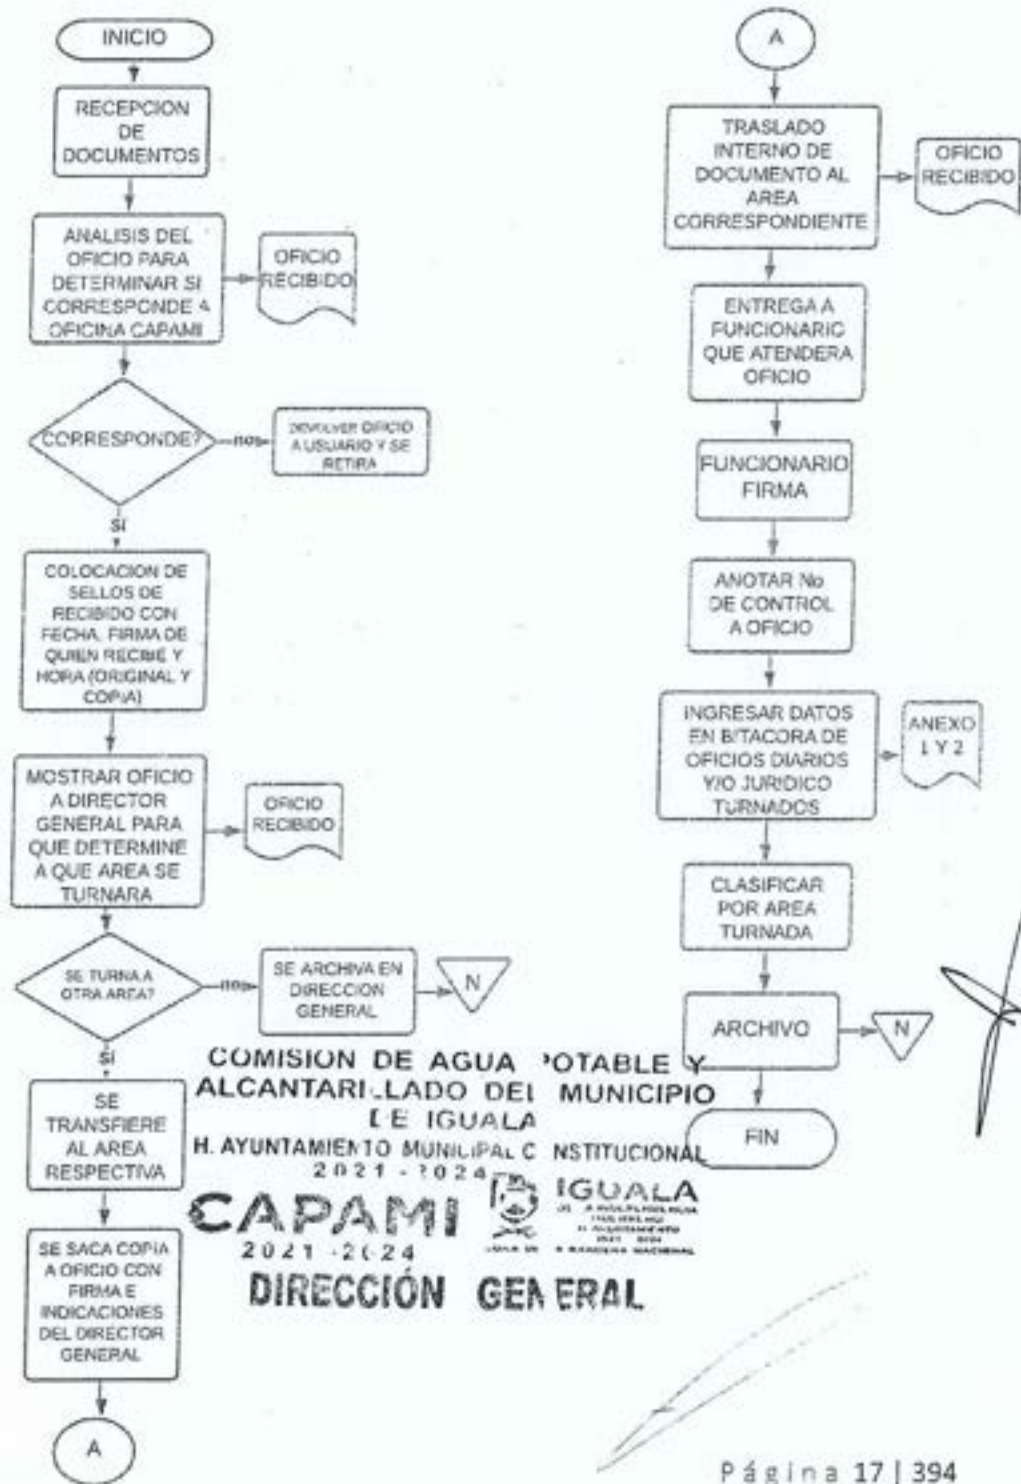 INICIO
RECEPCION
DE
DOCUMENTOS
ANALISIS DEL
OFICIO PARA
DETERMINAR SI
CORRESPONDE A
OFICINA CAPAMI
OFICIO
RECIBIDO
CORRESPONDE?
no
DEVOLVER OFICIO
A USUARIO Y SE
RETIRA
SI
COLOCACION DE
SELLOS DE
RECIBIDO CON
FECHA, FIRMA DE
QUIEN RECIBE Y
HORA (ORIGINAL Y
COPIA)
MOSTRAR OFICIO
A DIRECTOR
GENERAL PARA
QUE DETERMINE
A QUE AREA SE
TURNARA
OFICIO
RECIBIDO
SE TURNA A
OTRA AREA?
no
SE ARCHIVA EN
DIRECCION
GENERAL
N
SI
SE
TRANSFIERE
AL AREA
RESPECTIVA
SE SACA COPIA
A OFICIO CON
FIRMA E
INDICACIONES
DEL DIRECTOR
GENERAL
A
A
TRASLADO
INTERNO DE
DOCUMENTO AL
AREA
CORRESPONDIENTE
OFICIO
RECIBIDO
ENTREGA A
FUNCIONARIO
QUE ATENDERA
OFICIO
FUNCIONARIO
FIRMA
ANOTAR No
DE CONTROL
A OFICIO
INGRESAR DATOS
EN BITACORA DE
OFICIOS DIARIOS
Y/O JURIDICO
TURNADOS
ANEXO
1 Y 2
CLASIFICAR
POR AREA
TURNADA
ARCHIVO
N
FIN
COMISION DE AGUA POTABLE Y
ALCANTARILLADO DEL MUNICIPIO
DE IGUALA
H. AYUNTAMIENTO MUNICIPAL C NSTITUCIONAL
2021 - 2024
CAPAMI
2021 - 2024
IGUALA
DIRECCIÓN GENERAL
Página 17 | 394